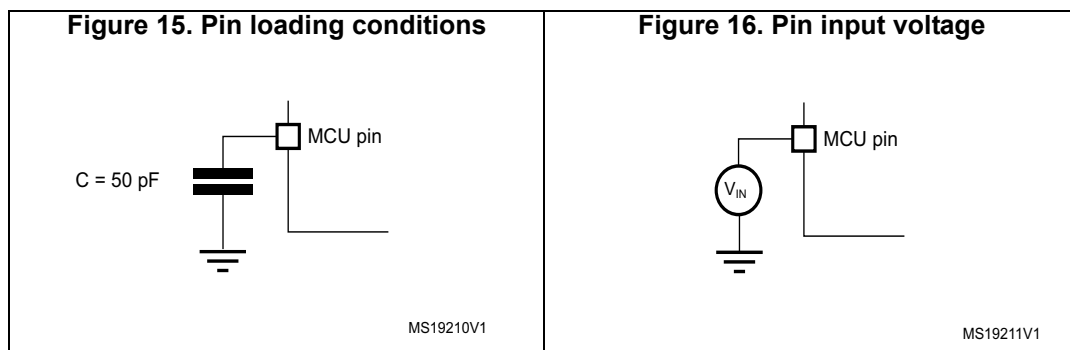 Figure 15. Pin loading conditions
MCU pin
C = 50 pF
MS19210V1
Figure 16. Pin input voltage
MCU pin
VIN
MS19211V1